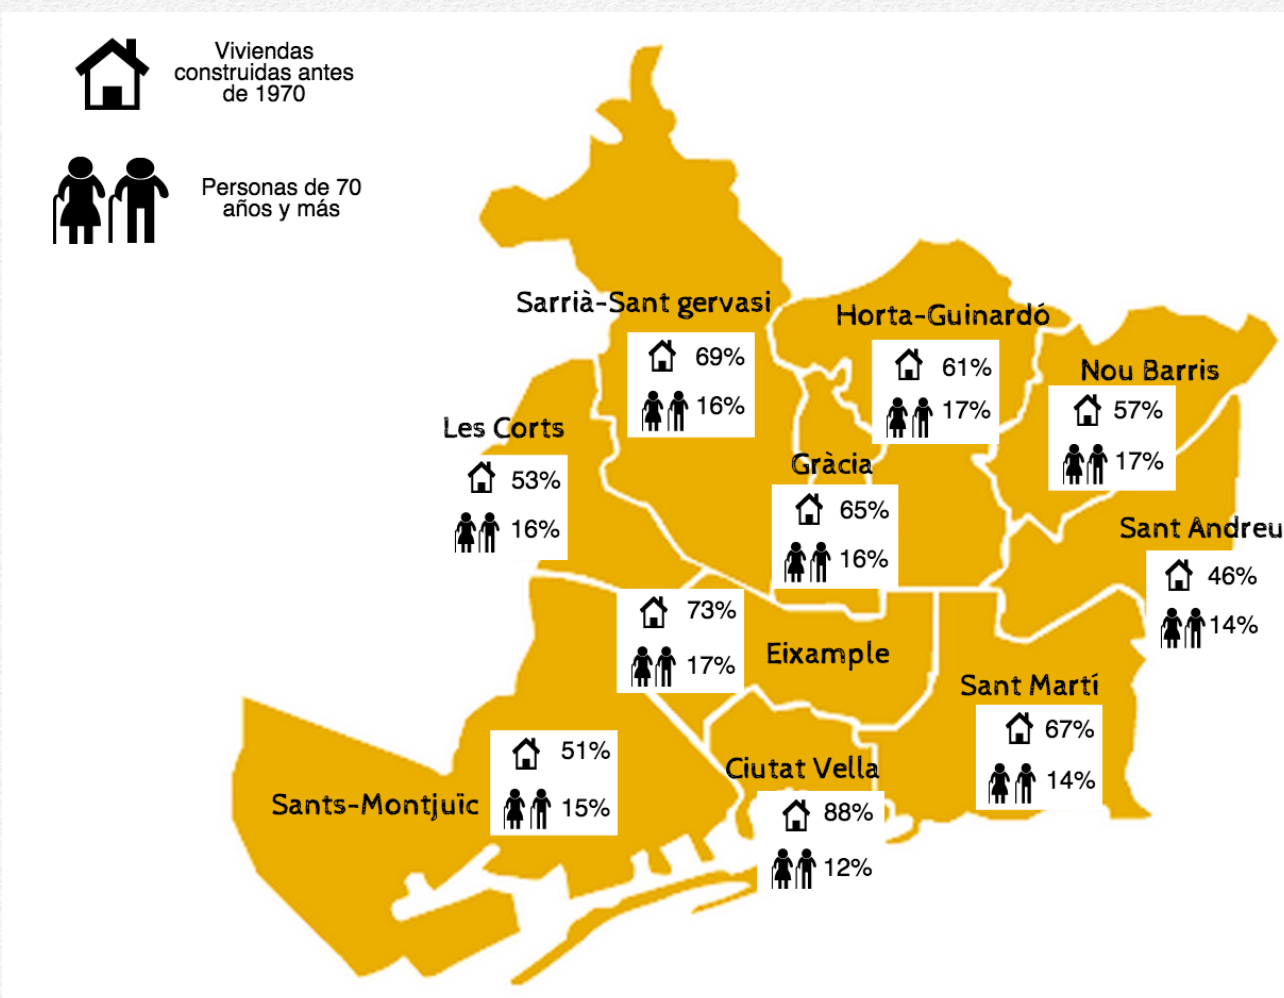 Viviendas
construidas antes
de 1970
Personas de 70
años y más
Sarrià-Sant gervasi
69%
16%
Horta-Guinardó
61%
17%
Nou Barris
57%
17%
Les Corts
53%
16%
Gràcia
65%
16%
Sant Andreu
46%
14%
73%
17%
Eixample
Sant Martí
67%
14%
Sants-Montjuïc
51%
15%
Ciutat Vella
88%
12%